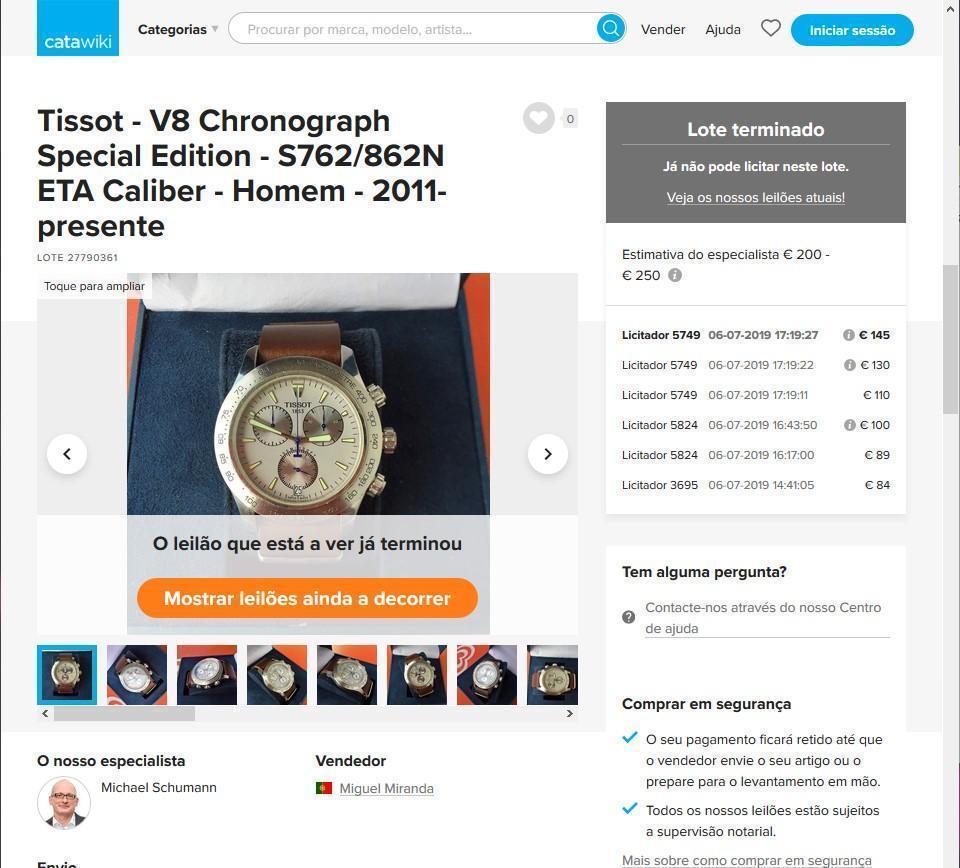 catawiki
Categorias
Procurar por marca, modelo, artista...
Vender
Ajuda
Iniciar sessão
Tissot - V8 Chronograph
Special Edition - S762/862N
ETA Caliber - Homem - 2011-
presente
LOTE 27790361
0
Toque para ampliar
TISSOT
1853
O leilão que está a ver já terminou
Mostrar leilões ainda a decorrer
O nosso especialista
Michael Schumann
Vendedor
Miguel Miranda
Envio
Lote terminado
Já não pode licitar neste lote.
Veja os nossos leilões atuais!
Estimativa do especialista € 200 -
€ 250
Licitador 5749 06-07-2019 17:19:27 € 145
Licitador 5749 06-07-2019 17:19:22 € 130
Licitador 5749 06-07-2019 17:19:11 € 110
Licitador 5824 06-07-2019 16:43:50 € 100
Licitador 5824 06-07-2019 16:17:00 € 89
Licitador 3695 06-07-2019 14:41:05 € 84
Tem alguma pergunta?
Contacte-nos através do nosso Centro
de ajuda
Comprar em segurança
O seu pagamento ficará retido até que
o vendedor envie o seu artigo ou o
prepare para o levantamento em mão.
Todos os nossos leilões estão sujeitos
a supervisão notarial.
Mais sobre como comprar em segurança